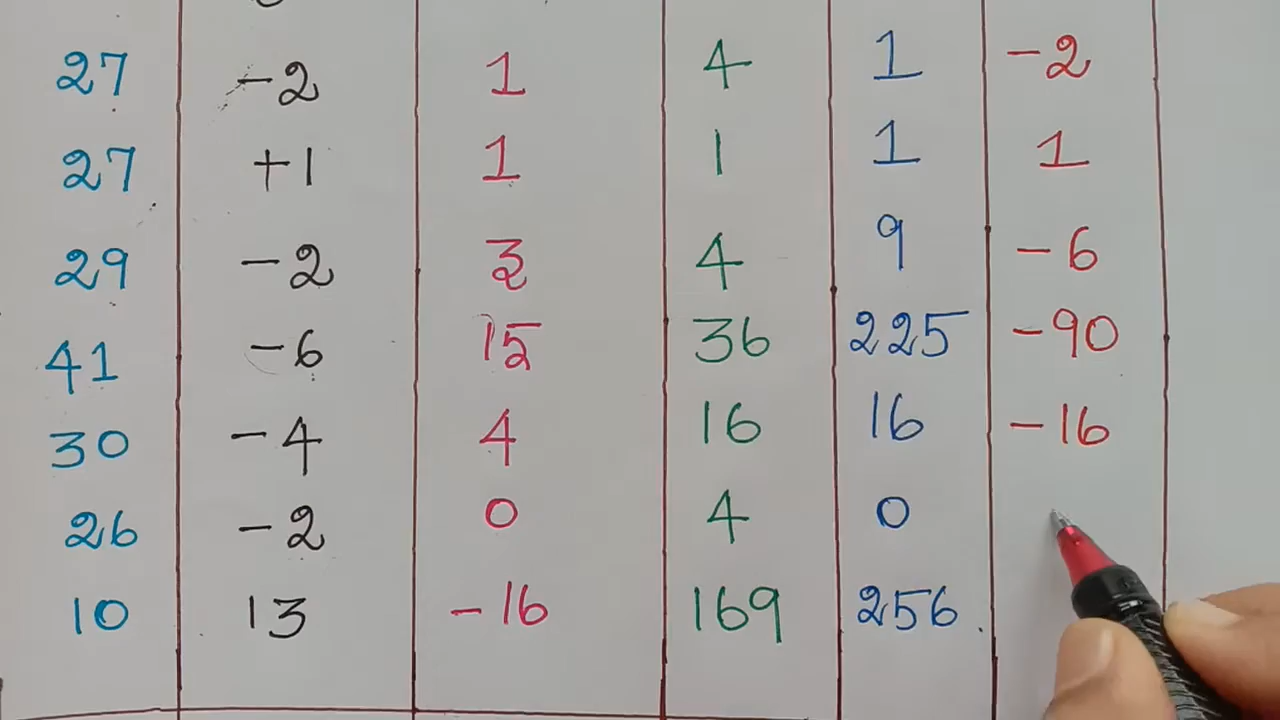 27 -2 1 4 1 -2
27 +1 1 1 1 1
29 -2 3 4 9 -6
41 -6 15 36 225 -90
30 -4 4 16 16 -16
26 -2 0 4 0
10 13 -16 169 256.